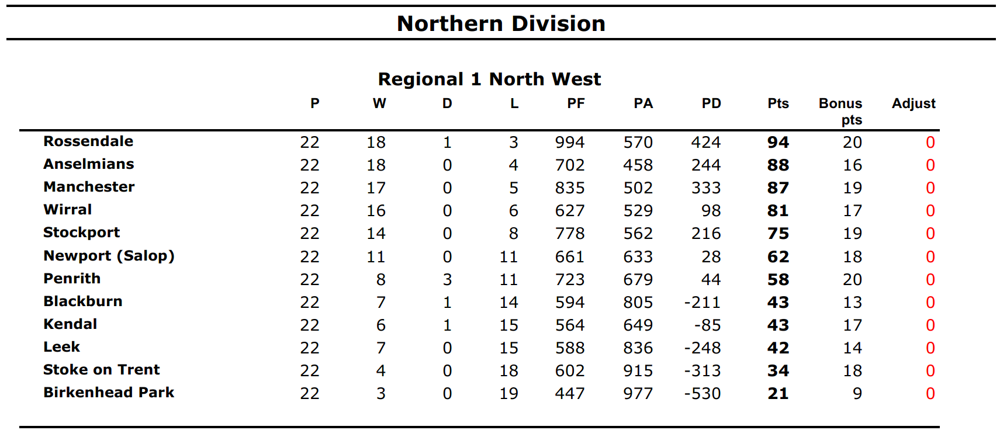 Northern Division
Regional 1 North West
P W D L PF PA PD Pts Bonus pts Adjust
Rossendale 22 18 1 3 994 570 424 94 20 0
Anselmians 22 18 0 4 702 458 244 88 16 0
Manchester 22 17 0 5 835 502 333 87 19 0
Wirral 22 16 0 6 627 529 98 81 17 0
Stockport 22 14 0 8 778 562 216 75 19 0
Newport (Salop) 22 11 0 11 661 633 28 62 18 0
Penrith 22 8 3 11 723 679 44 58 20 0
Blackburn 22 7 1 14 594 805 -211 43 13 0
Kendal 22 6 1 15 564 649 -85 43 17 0
Leek 22 7 0 15 588 836 -248 42 14 0
Stoke on Trent 22 4 0 18 602 915 -313 34 18 0
Birkenhead Park 22 3 0 19 447 977 -530 21 9 0